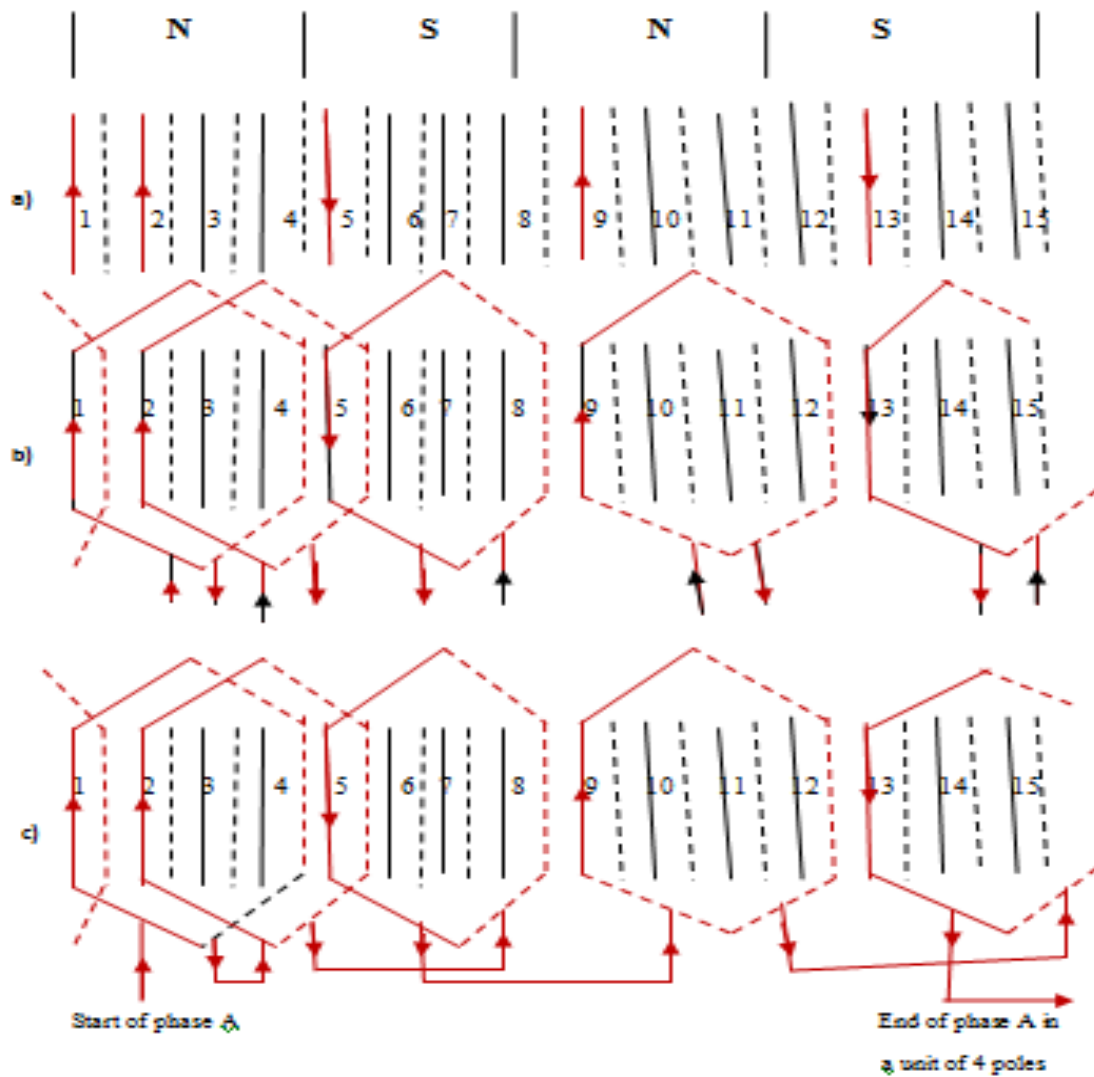 N S N S
a)
1 2 3 4 5 6 7 8 9 10 11 12 13 14 15
b)
1 2 3 4 5 6 7 8 9 10 11 12 13 14 15
c)
1 2 3 4 5 6 7 8 9 10 11 12 13 14 15
Start of phase A
End of phase A in
a unit of 4 poles